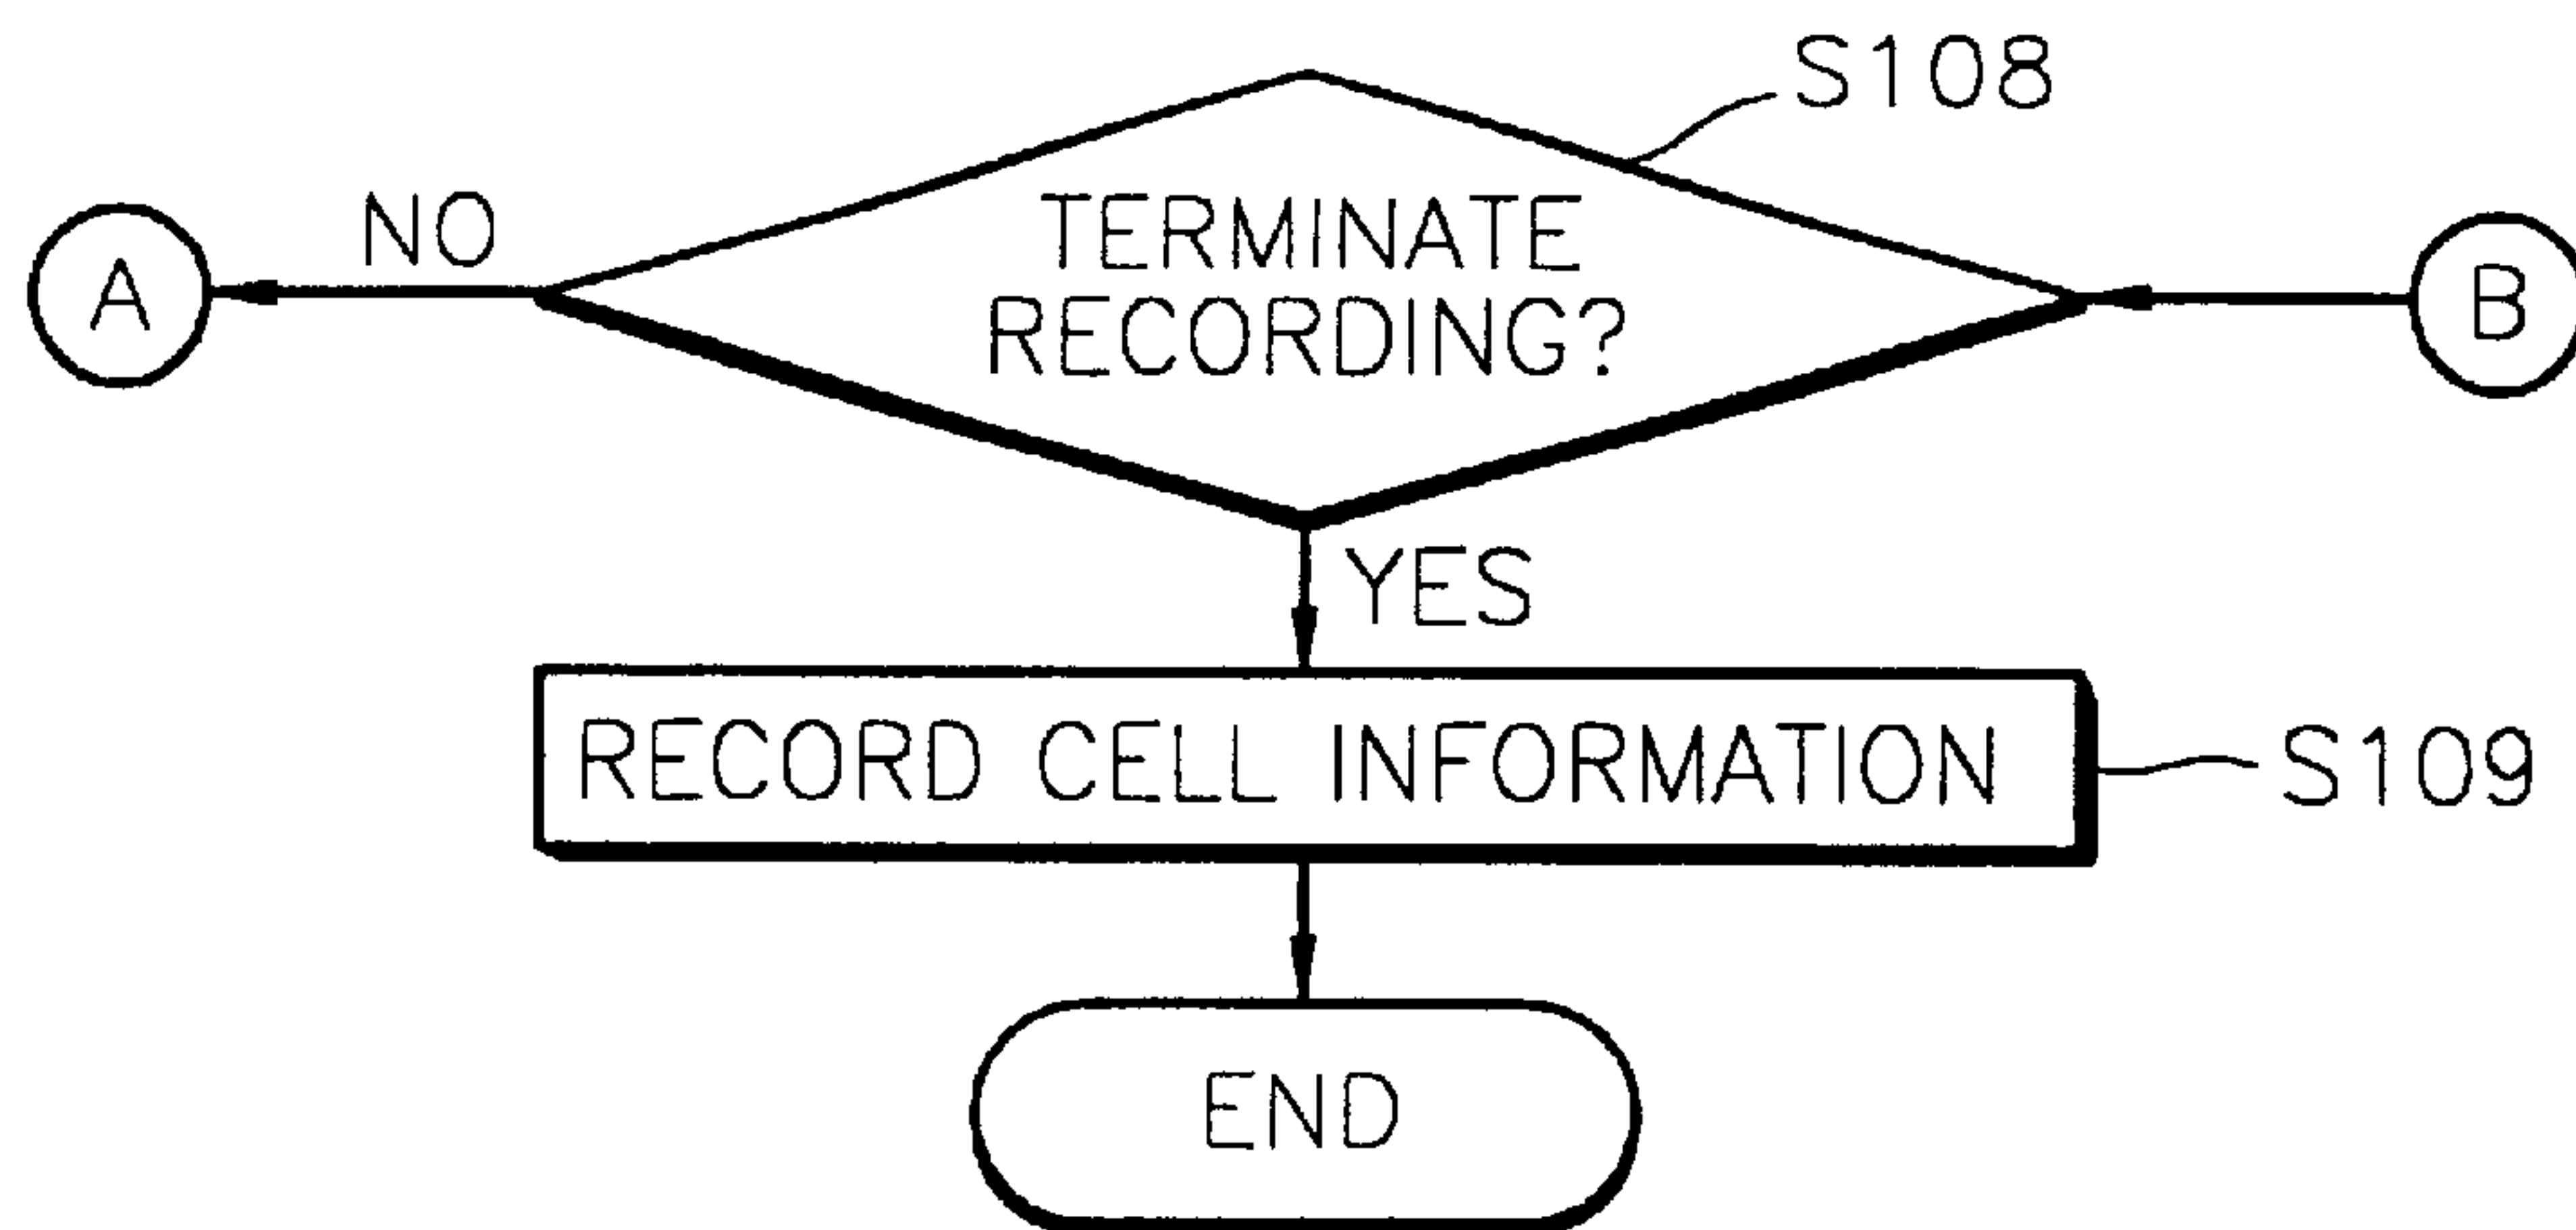 S108
NO
TERMINATE
RECORDING?
A
B
YES
RECORD CELL INFORMATION
S109
END